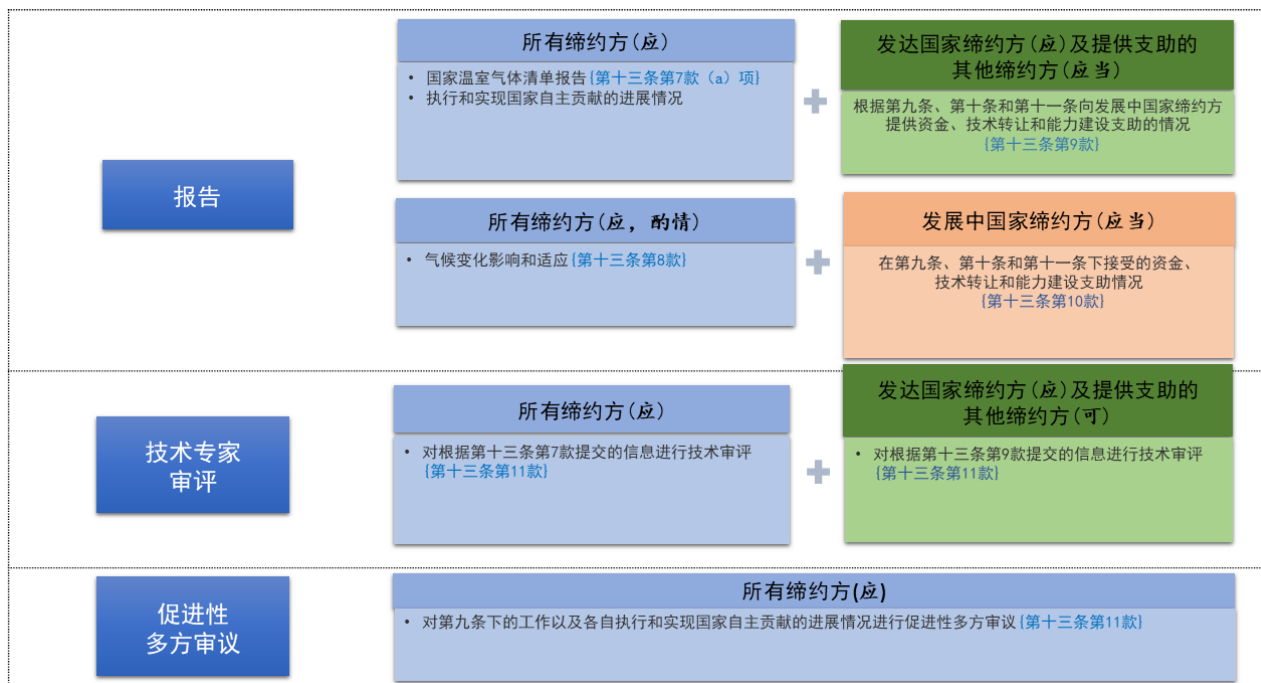 报告
所有缔约方(应)
• 国家温室气体清单报告{第十三条第7款（a）项}
• 执行和实现国家自主贡献的进展情况
发达国家缔约方(应)及提供支助的
其他缔约方(应当)
根据第九条、第十条和第十一条向发展中国家缔约方
提供资金、技术转让和能力建设支助的情况
{第十三条第9款}
所有缔约方(应，酌情)
• 气候变化影响和适应{第十三条第8款}
发展中国家缔约方(应当)
在第九条、第十条和第十一条下接受的资金、
技术转让和能力建设支助情况
{第十三条第10款}
技术专家
审评
所有缔约方(应)
• 对根据第十三条第7款提交的信息进行技术审评
{第十三条第11款}
发达国家缔约方(应)及提供支助的
其他缔约方(可)
• 对根据第十三条第9款提交的信息进行技术审评
{第十三条第11款}
促进性
多方审议
所有缔约方(应)
• 对第九条下的工作以及各自执行和实现国家自主贡献的进展情况进行促进性多方审议{第十三条第11款}